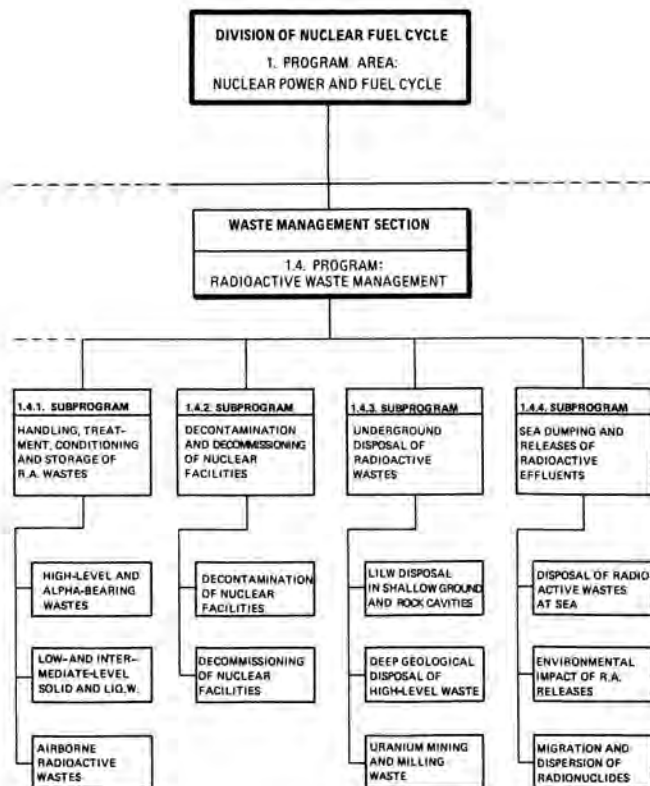 DIVISION OF NUCLEAR FUEL CYCLE
1. PROGRAM AREA:
NUCLEAR POWER AND FUEL CYCLE
WASTE MANAGEMENT SECTION
1.4. PROGRAM:
RADIOACTIVE WASTE MANAGEMENT
1.4.1. SUBPROGRAM
HANDLING, TREAT-
MENT, CONDITIONING
AND STORAGE OF
R.A. WASTES
HIGH-LEVEL AND
ALPHA-BEARING
WASTES
LOW-AND INTER-
MEDIATE-LEVEL
SOLID AND LIQ.W.
AIRBORNE
RADIOACTIVE
WASTES
1.4.2. SUBPROGRAM
DECONTAMINATION
AND DECOMMISSIONING
OF NUCLEAR
FACILITIES
DECONTAMINATION
OF NUCLEAR
FACILITIES
DECOMMISSIONING
OF NUCLEAR
FACILITIES
1.4.3. SUBPROGRAM
UNDERGROUND
DISPOSAL OF
RADIOACTIVE
WASTES
LILW DISPOSAL
IN SHALLOW GROUND
AND ROCK CAVITIES
DEEP GEOLOGICAL
DISPOSAL OF
HIGH-LEVEL WASTE
URANIUM MINING
AND MILLING
WASTE
1.4.4. SUBPROGRAM
SEA DUMPING AND
RELEASES OF
RADIOACTIVE
EFFLUENTS
DISPOSAL OF RADIO
ACTIVE WASTES
AT SEA
ENVIRONMENTAL
IMPACT OF R.A.
RELEASES
MIGRATION AND
DISPERSION OF
RADIONUCLIDES